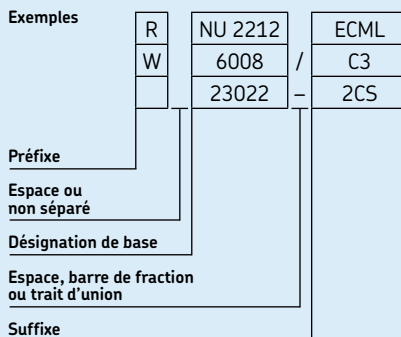 Exemples
R NU 2212 ECML
W 6008 / C3
23022 – 2CS
Préfixe
Espace ou
non séparé
Désignation de base
Espace, barre de fraction
ou trait d'union
Suffixe